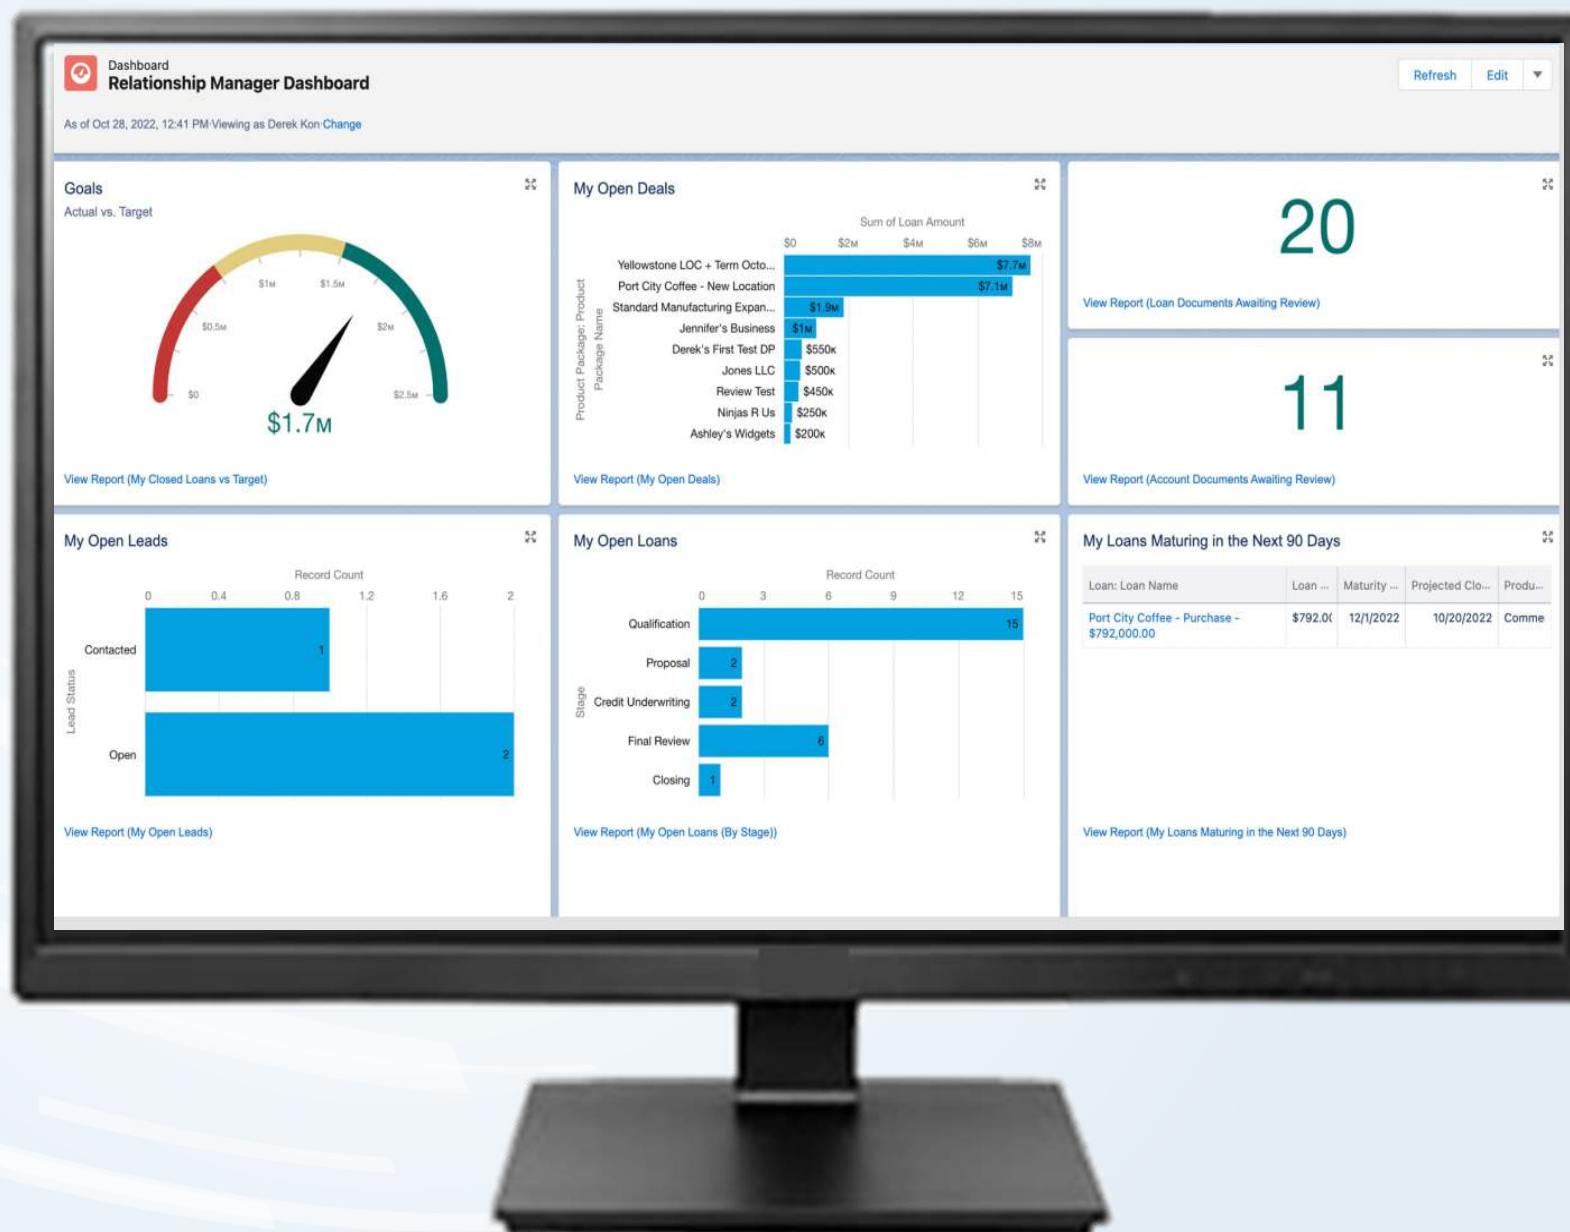 Dashboard
Relationship Manager Dashboard
Refresh
Edit
As of Oct 28, 2022, 12:41 PM·Viewing as Derek Kon·Change
Goals
Actual vs. Target
$0
$0.5M
$1M
$1.5M
$2M
$2.5M
$1.7M
View Report (My Closed Loans vs Target)
My Open Deals
Sum of Loan Amount
$0 $2M $4M $6M $8M
Product Package: Product
Package Name
Yellowstone LOC + Term Octo... $7.7M
Port City Coffee - New Location $7.1M
Standard Manufacturing Expan... $1.9M
Jennifer's Business $1M
Derek's First Test DP $550K
Jones LLC $500K
Review Test $450K
Ninjas R Us $250K
Ashley's Widgets $200K
View Report (My Open Deals)
20
View Report (Loan Documents Awaiting Review)
11
View Report (Account Documents Awaiting Review)
My Open Leads
Record Count
0 0.4 0.8 1.2 1.6 2
Lead Status
Contacted 1
Open 2
View Report (My Open Leads)
My Open Loans
Record Count
0 3 6 9 12 15
Stage
Qualification 15
Proposal 2
Credit Underwriting 2
Final Review 6
Closing 1
View Report (My Open Loans (By Stage))
My Loans Maturing in the Next 90 Days
Loan: Loan Name Loan ... Maturity ... Projected Clo... Produ...
Port City Coffee - Purchase - $792.0( 12/1/2022 10/20/2022 Comme
$792,000.00
View Report (My Loans Maturing in the Next 90 Days)